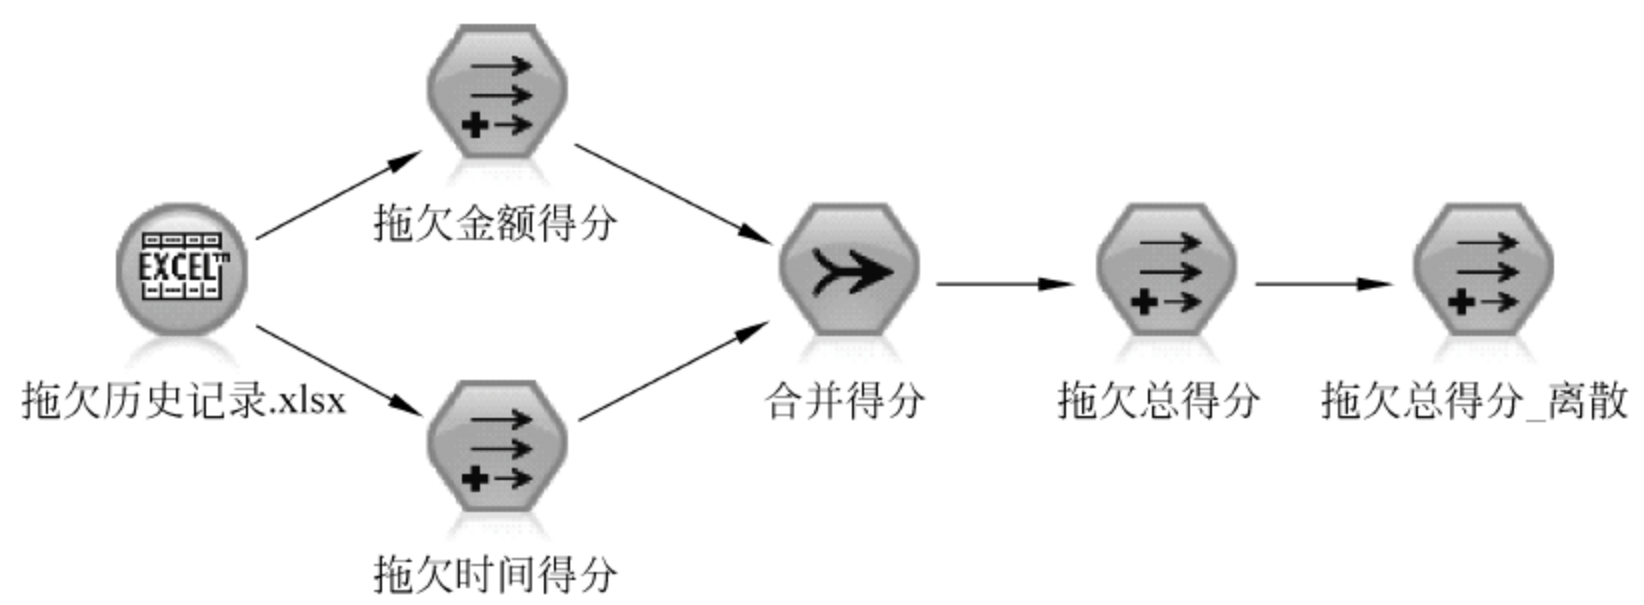 拖欠金额得分
EXCEL™
拖欠历史记录.xlsx
合并得分
拖欠总得分
拖欠总得分_离散
拖欠时间得分